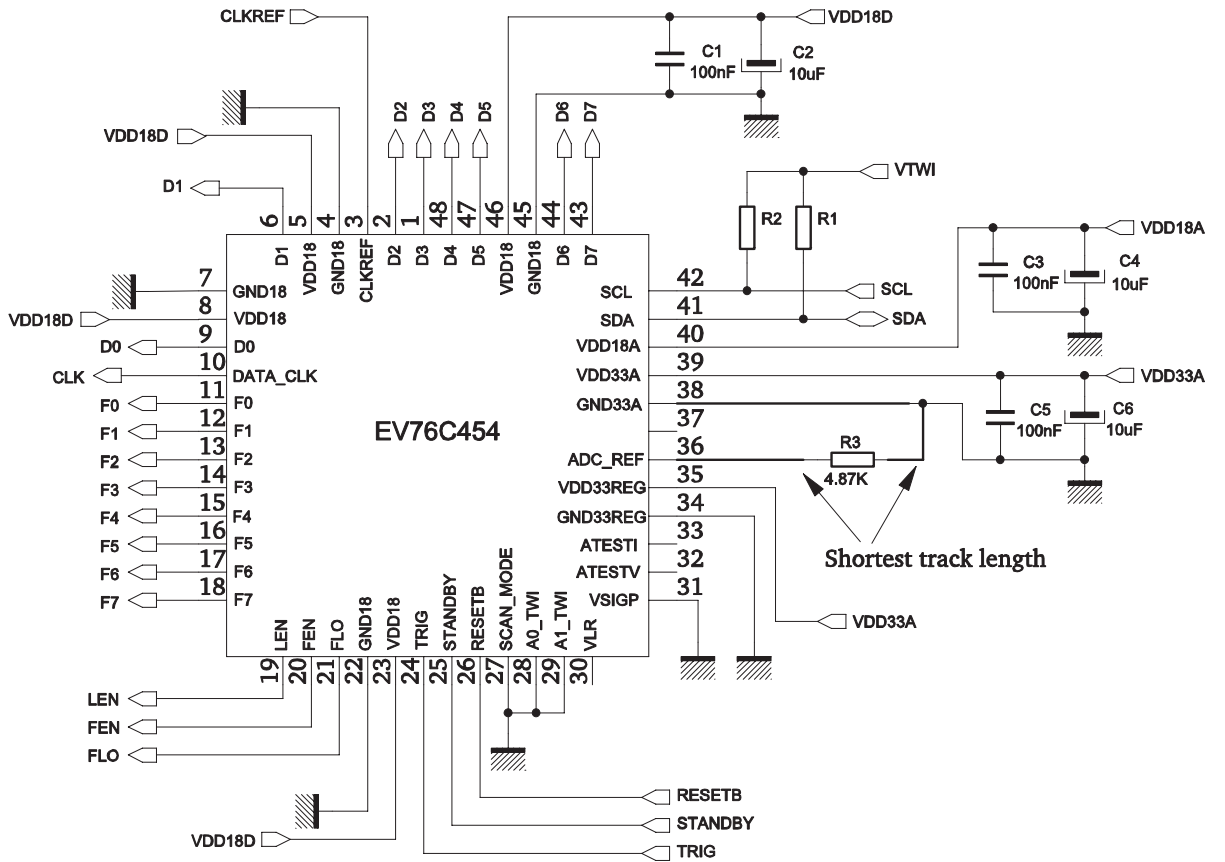 CLKREF
VDD18D
C1
100nF
C2
10uF
D2
D3
D4
D5
D6
D7
VDD18D
D1
VTWI
R2
R1
6
5
4
3
2
1
48
47
46
45
44
43
D1
VDD18
GND18
CLKREF
D2
D3
D4
D5
VDD18
GND18
D6
D7
VDD18A
C3
100nF
C4
10uF
7
GND18
VDD18D
8
VDD18
D0
9
D0
CLK
10
DATA_CLK
F0
11
F0
F1
12
F1
F2
13
F2
F3
14
F3
F4
15
F4
F5
16
F5
F6
17
F6
F7
18
F7
EV76C454
SCL
42
SCL
SDA
41
SDA
VDD18A
40
VDD33A
39
VDD33A
GND33A
38
37
ADC_REF
36
VDD33REG
35
GND33REG
34
ATESTI
33
ATESTV
32
VSIGP
31
C5
100nF
C6
10uF
R3
4.87K
Shortest track length
VDD33A
LEN
FEN
FLO
GND18
VDD18
TRIG
STANDBY
RESETB
SCAN_MODE
A0_TWI
A1_TWI
VLR
19
20
21
22
23
24
25
26
27
28
29
30
LEN
FEN
FLO
RESETB
STANDBY
VDD18D
TRIG